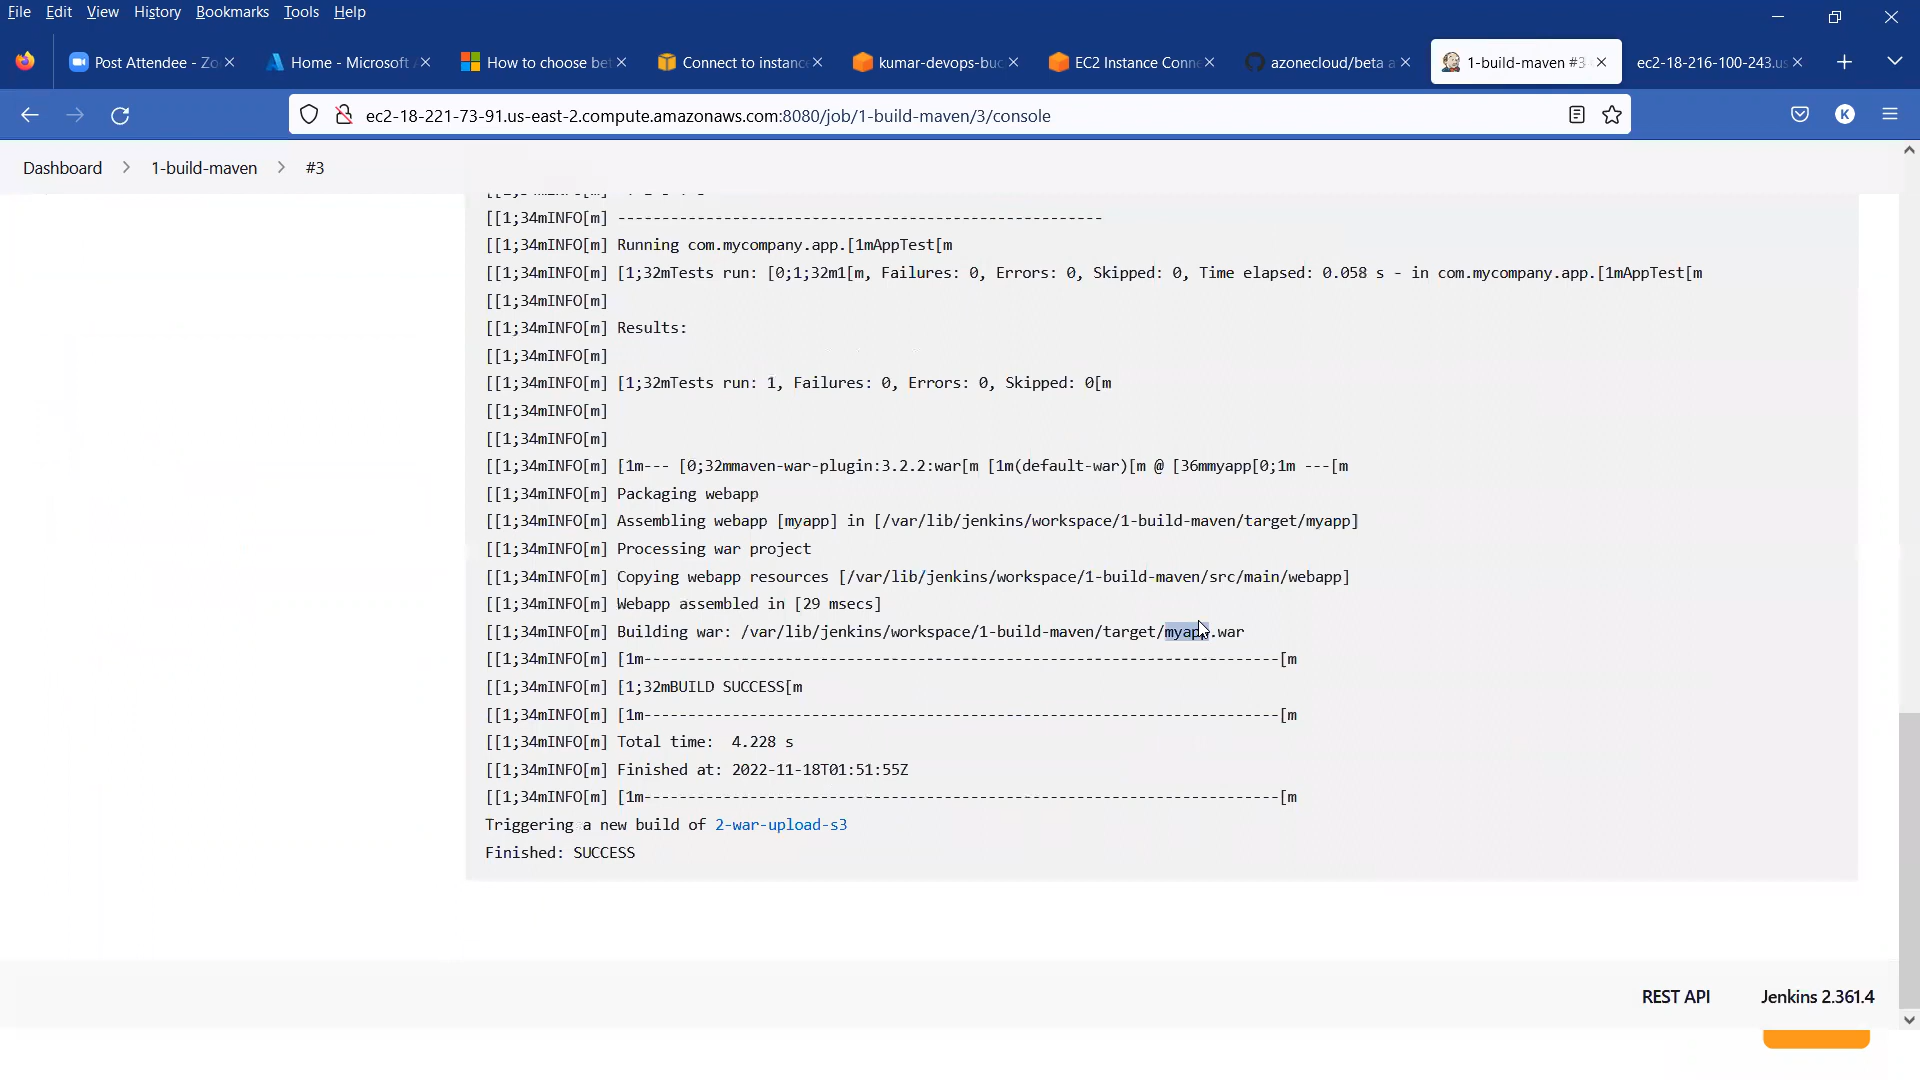 File Edit View History Bookmarks Tools Help
Post Attendee - Zo
Home - Microsoft A
How to choose bet
Connect to instance
kumar-devops-buc
EC2 Instance Conne
azonecloud/beta a
1-build-maven #3
ec2-18-216-100-243.us
ec2-18-221-73-91.us-east-2.compute.amazonaws.com:8080/job/1-build-maven/3/console
K
Dashboard > 1-build-maven > #3
[[1;34mINFO[m] -------------------------------------------------------
[[1;34mINFO[m] Running com.mycompany.app.[1mAppTest[m
[[1;34mINFO[m] [1;32mTests run: [0;1;32m1[m, Failures: 0, Errors: 0, Skipped: 0, Time elapsed: 0.058 s - in com.mycompany.app.[1mAppTest[m
[[1;34mINFO[m]
[[1;34mINFO[m] Results:
[[1;34mINFO[m]
[[1;34mINFO[m] [1;32mTests run: 1, Failures: 0, Errors: 0, Skipped: 0[m
[[1;34mINFO[m]
[[1;34mINFO[m]
[[1;34mINFO[m] [1m--- [0;32mmaven-war-plugin:3.2.2:war[m [1m(default-war)[m @ [36mmyapp[0;1m ---[m
[[1;34mINFO[m] Packaging webapp
[[1;34mINFO[m] Assembling webapp [myapp] in [/var/lib/jenkins/workspace/1-build-maven/target/myapp]
[[1;34mINFO[m] Processing war project
[[1;34mINFO[m] Copying webapp resources [/var/lib/jenkins/workspace/1-build-maven/src/main/webapp]
[[1;34mINFO[m] Webapp assembled in [29 msecs]
[[1;34mINFO[m] Building war: /var/lib/jenkins/workspace/1-build-maven/target/myapp.war
[[1;34mINFO[m] [1m------------------------------------------------------------------------[m
[[1;34mINFO[m] [1;32mBUILD SUCCESS[m
[[1;34mINFO[m] [1m------------------------------------------------------------------------[m
[[1;34mINFO[m] Total time:  4.228 s
[[1;34mINFO[m] Finished at: 2022-11-18T01:51:55Z
[[1;34mINFO[m] [1m------------------------------------------------------------------------[m
Triggering a new build of 2-war-upload-s3
Finished: SUCCESS
REST API Jenkins 2.361.4